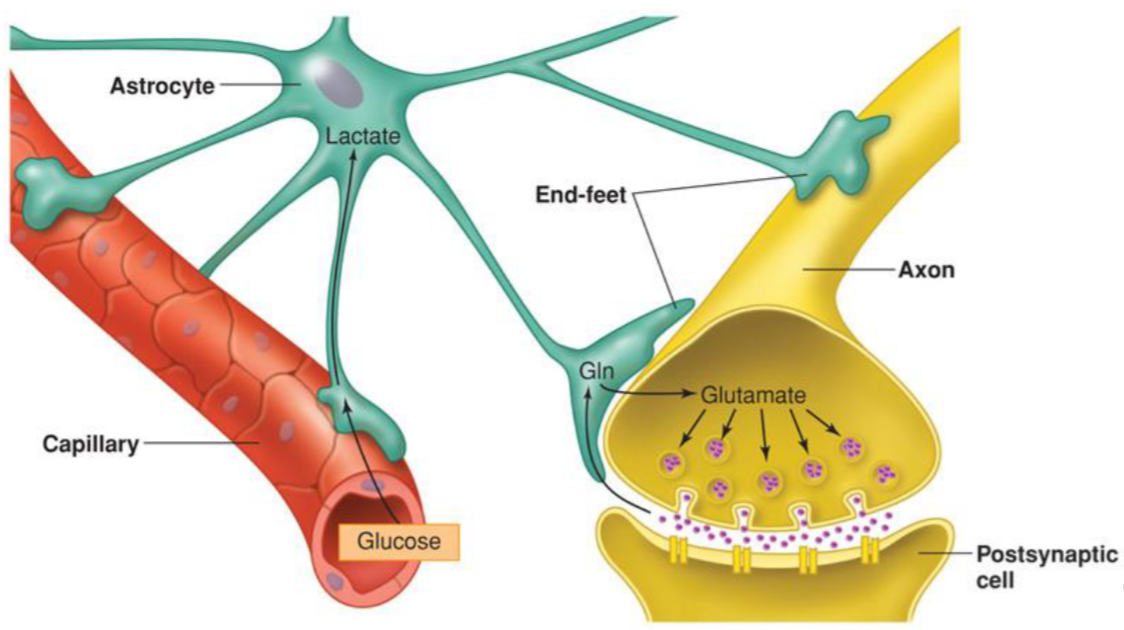 Astrocyte
Lactate
End-feet
Axon
Gln
Glutamate
Capillary
Glucose
Postsynaptic
cell